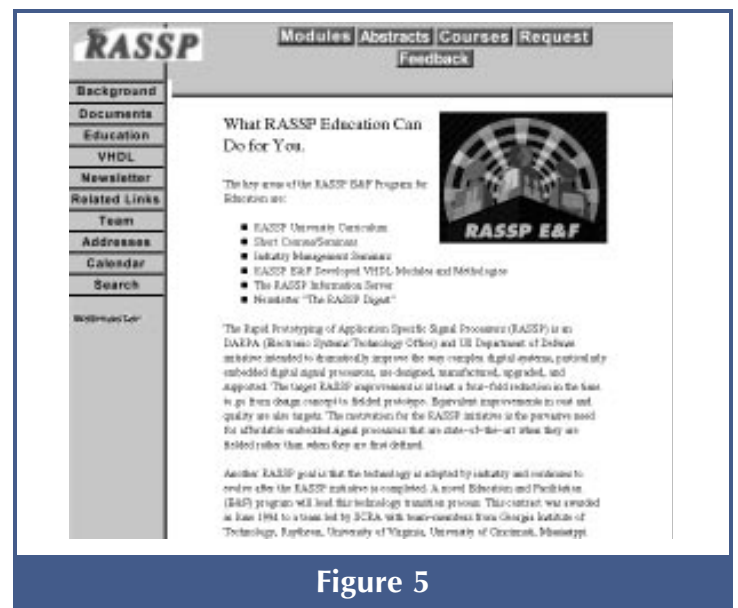 RASSP
Modules Abstracts Courses Request
Feedback
Background
Documents
Education
VHDL
Newsletter
Related Links
Team
Addresses
Calendar
Search
Webmaster
What RASSP Education Can
Do for You.
RASSP E&F
The key areas of the RASSP E&F Program for
Education are:
■ RASSP University Curriculum
■ Short Courses/Seminars
■ Industry Management Seminars
■ RASSP E&F Developed VHDL Modules and Methologies
■ The RASSP Information Server
■ Newsletter "The RASSP Digest"
The Rapid Prototyping of Application Specific Signal Processors (RASSP) is an
DARPA (Electronic Systems Technology Office) and US Department of Defense
initiative intended to dramatically improve the way complex digital systems, particularly
embedded digital signal processors, are designed, manufactured, upgraded, and
supported. The target RASSP improvement is at least a four-fold reduction in the time
to go from design concept to fielded prototype. Equivalent improvements in cost and
quality are also targets. The motivation for the RASSP initiative is the pervasive need
for affordable embedded signal processors that are state-of-the-art when they are
fielded rather than when they are first defined.
Another RASSP goal is that the technology is adopted by industry and continues to
evolve after the RASSP initiative is completed. A novel Education and Facilitation
(E&F) program will lead this technology transition process. This contract was awarded
in June 1994 to a team led by SCRA with team-members from Georgia Institute of
Technology, Raytheon, University of Virginia, University of Cincinnati, Mississippi
Figure 5